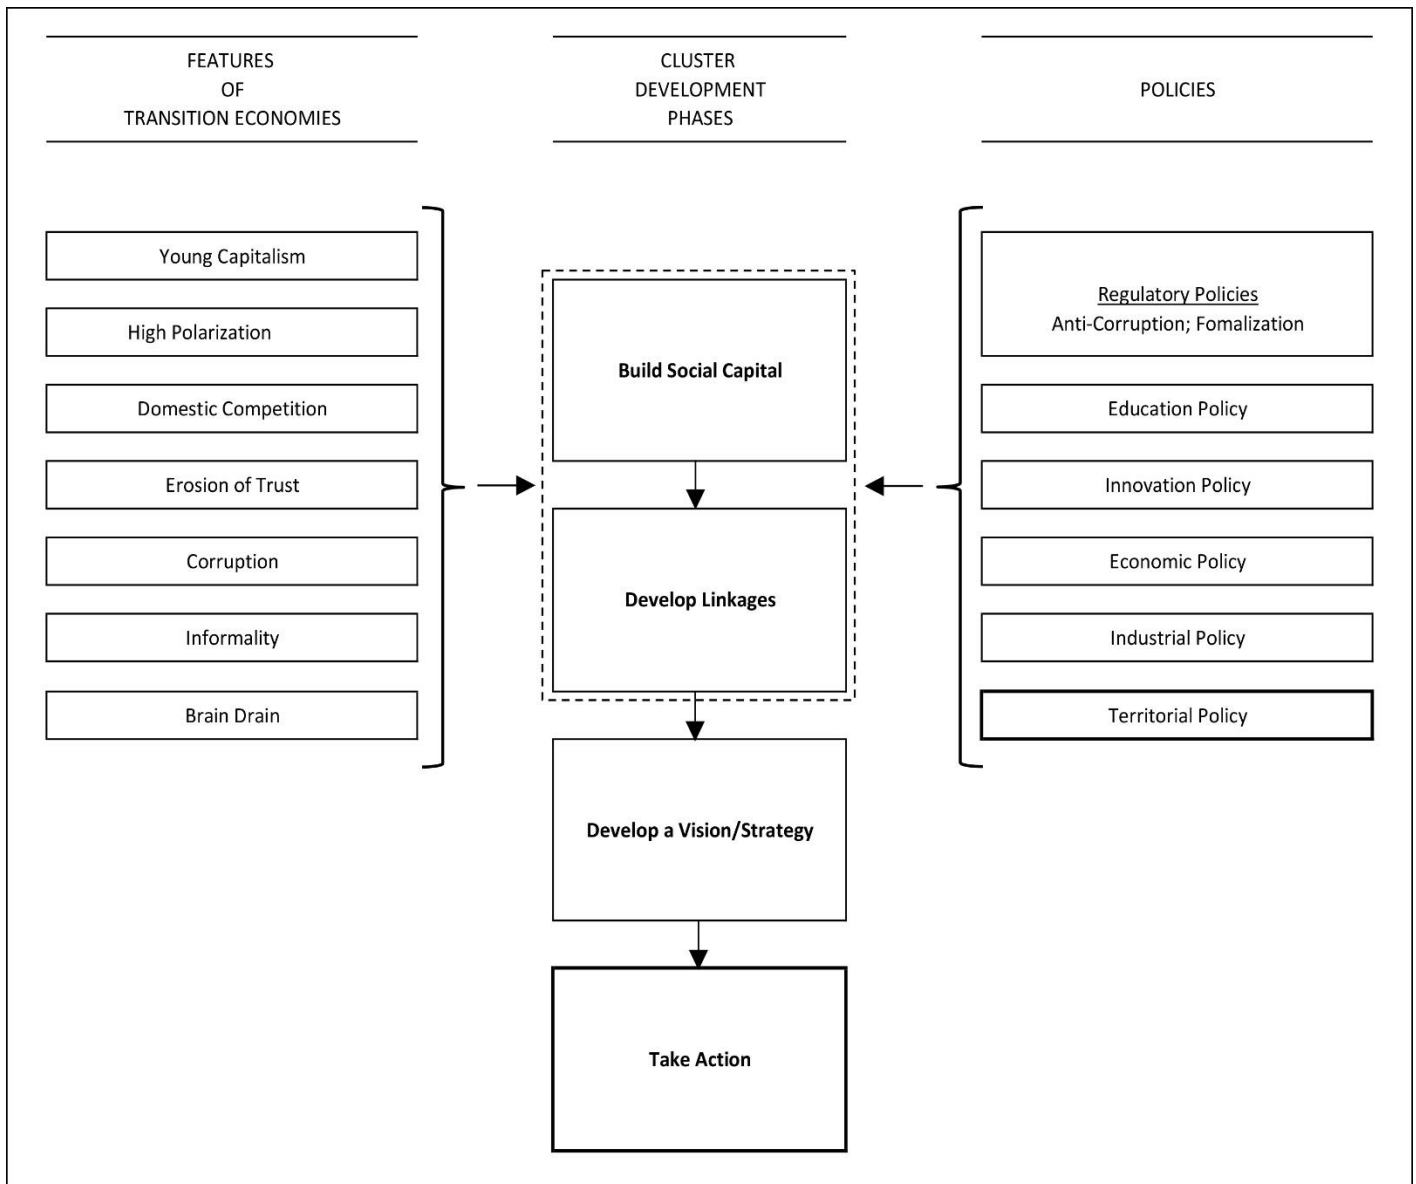 FEATURES
OF
TRANSITION ECONOMIES
CLUSTER
DEVELOPMENT
PHASES
POLICIES
Young Capitalism
High Polarization
Domestic Competition
Erosion of Trust
Corruption
Informality
Brain Drain
Build Social Capital
Develop Linkages
Develop a Vision/Strategy
Take Action
Regulatory Policies
Anti-Corruption; Fomalization
Education Policy
Innovation Policy
Economic Policy
Industrial Policy
Territorial Policy